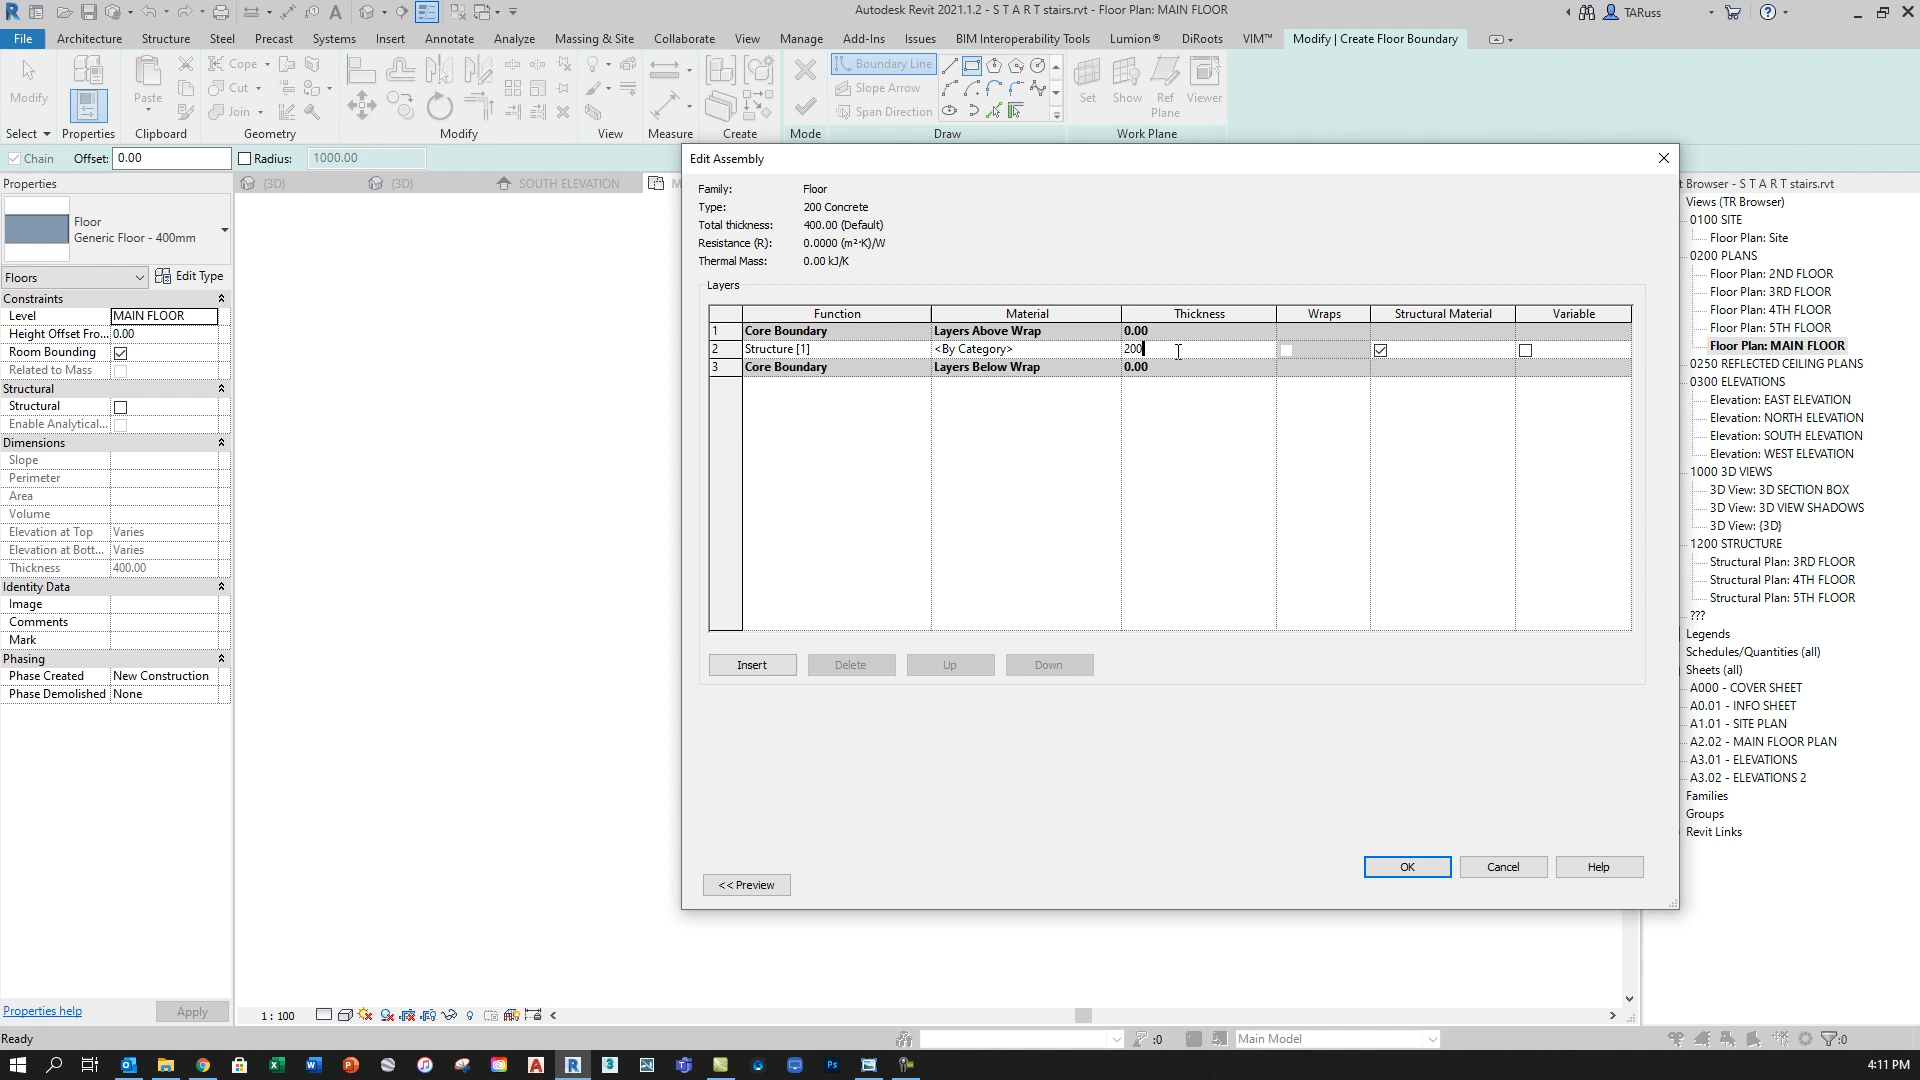 Autodesk Revit 2021.1.2 - S T A R T stairs.rvt - Floor Plan: MAIN FLOOR
TARuss
File Architecture Structure Steel Precast Systems Insert Annotate Analyze Massing & Site Collaborate View Manage Add-Ins Issues BIM Interoperability Tools Lumion® DiRoots VIM™ Modify | Create Floor Boundary
Cope
Boundary Line
Cut
Slope Arrow
Modify Paste Set Show Ref Plane Viewer
Join
Span Direction
Select Properties Clipboard Geometry Modify View Measure Create Mode Draw Work Plane
Chain Offset: 0.00 Radius: 1000.00
Properties
{3D} {3D} SOUTH ELEVATION M
Floor
Generic Floor - 400mm
Floors Edit Type
Constraints
Level MAIN FLOOR
Height Offset Fro... 0.00
Room Bounding
Related to Mass
Structural
Structural
Enable Analytical...
Dimensions
Slope
Perimeter
Area
Volume
Elevation at Top Varies
Elevation at Bott... Varies
Thickness 400.00
Identity Data
Image
Comments
Mark
Phasing
Phase Created New Construction
Phase Demolished None
Properties help Apply
Edit Assembly
Family: Floor
Type: 200 Concrete
Total thickness: 400.00 (Default)
Resistance (R): 0.0000 (m²·K)/W
Thermal Mass: 0.00 kJ/K
Layers
Function Material Thickness Wraps Structural Material Variable
1 Core Boundary Layers Above Wrap 0.00
2 Structure [1] <By Category> 200
3 Core Boundary Layers Below Wrap 0.00
Insert Delete Up Down
OK Cancel Help
<< Preview
t Browser - S T A R T stairs.rvt
Views (TR Browser)
0100 SITE
Floor Plan: Site
0200 PLANS
Floor Plan: 2ND FLOOR
Floor Plan: 3RD FLOOR
Floor Plan: 4TH FLOOR
Floor Plan: 5TH FLOOR
Floor Plan: MAIN FLOOR
0250 REFLECTED CEILING PLANS
0300 ELEVATIONS
Elevation: EAST ELEVATION
Elevation: NORTH ELEVATION
Elevation: SOUTH ELEVATION
Elevation: WEST ELEVATION
1000 3D VIEWS
3D View: 3D SECTION BOX
3D View: 3D VIEW SHADOWS
3D View: {3D}
1200 STRUCTURE
Structural Plan: 3RD FLOOR
Structural Plan: 4TH FLOOR
Structural Plan: 5TH FLOOR
???
Legends
Schedules/Quantities (all)
Sheets (all)
A000 - COVER SHEET
A0.01 - INFO SHEET
A1.01 - SITE PLAN
A2.02 - MAIN FLOOR PLAN
A3.01 - ELEVATIONS
A3.02 - ELEVATIONS 2
Families
Groups
Revit Links
1 : 100
Ready :0 Main Model :0
4:11 PM